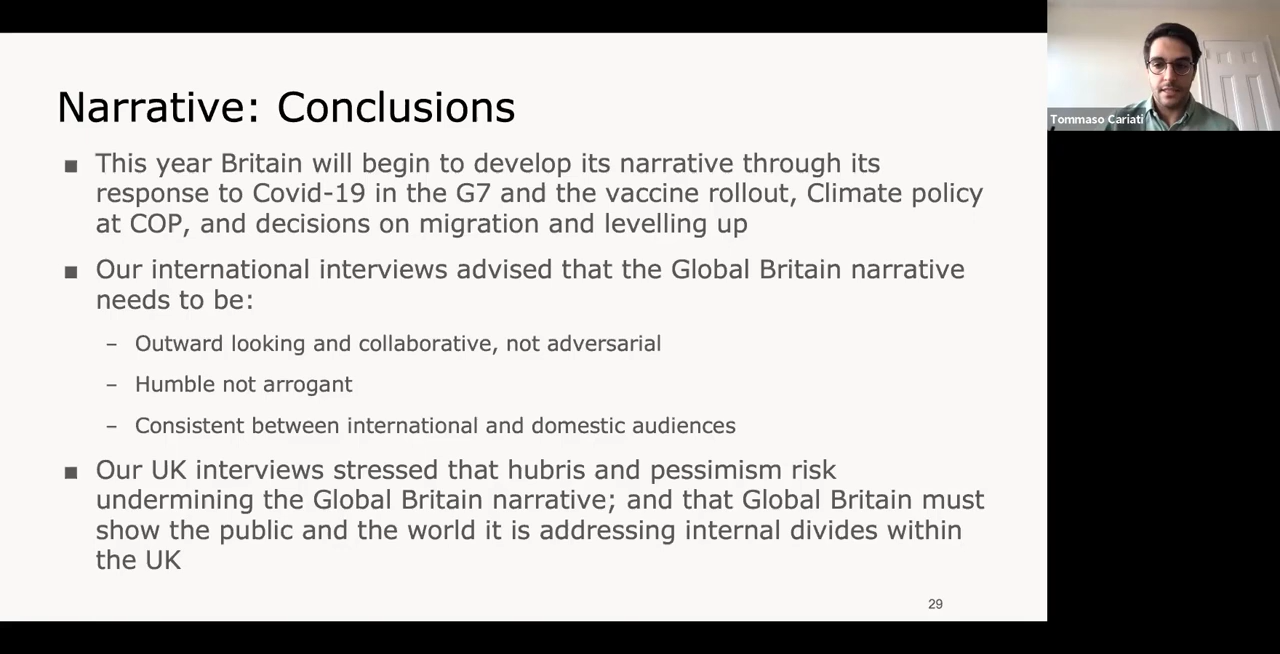 Narrative: Conclusions
■ This year Britain will begin to develop its narrative through its
response to Covid-19 in the G7 and the vaccine rollout, Climate policy
at COP, and decisions on migration and levelling up
■ Our international interviews advised that the Global Britain narrative
needs to be:
– Outward looking and collaborative, not adversarial
– Humble not arrogant
– Consistent between international and domestic audiences
■ Our UK interviews stressed that hubris and pessimism risk
undermining the Global Britain narrative; and that Global Britain must
show the public and the world it is addressing internal divides within
the UK
29
Tommaso Cariati